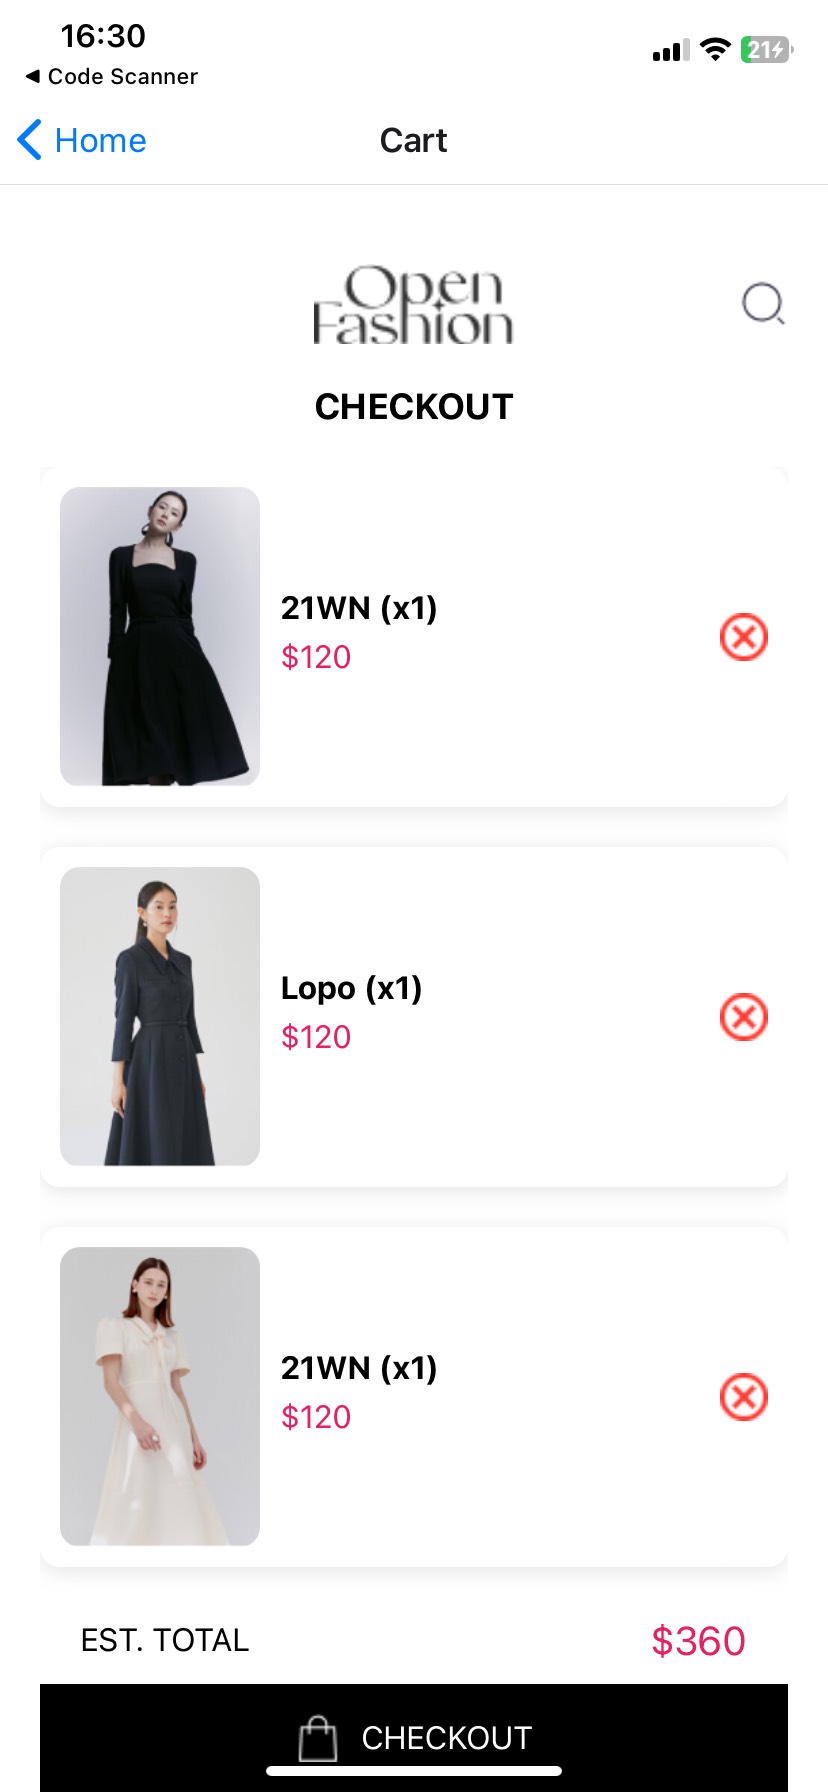 16:30
21
◀ Code Scanner
Home
Cart
Open
Fashion
CHECKOUT
21WN (x1)
$120
Lopo (x1)
$120
21WN (x1)
$120
EST. TOTAL
$360
CHECKOUT